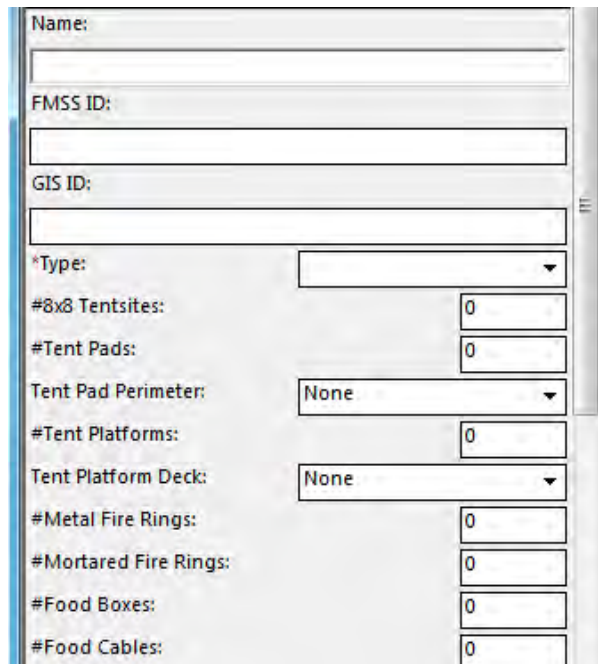 Name:
FMSS ID:
GIS ID:
*Type:
#8x8 Tentsites: 0
#Tent Pads: 0
Tent Pad Perimeter: None
#Tent Platforms: 0
Tent Platform Deck: None
#Metal Fire Rings: 0
#Mortared Fire Rings: 0
#Food Boxes: 0
#Food Cables: 0